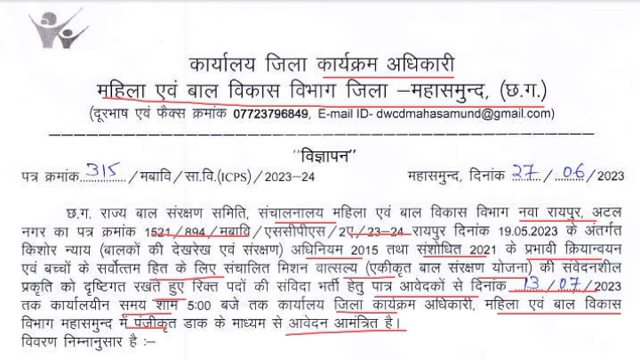 कार्यालय जिला कार्यक्रम अधिकारी
महिला एवं बाल विकास विभाग जिला –महासमुन्द, (छ.ग.)
(दूरभाष एवं फैक्स क्रमांक 07723796849, E-mail ID- dwcdmahasamund@gmail.com)
"विज्ञापन"
पत्र क्रमांक 315 /मबावि/सा.वि.(ICPS)/2023-24 महासमुन्द, दिनांक 27/06/2023
छ.ग. राज्य बाल संरक्षण समिति, संचालनालय महिला एवं बाल विकास विभाग नवा रायपुर, अटल
नगर का पत्र क्रमांक 1521/894/मबावि/एससीपीएस/2ए/23-24 रायपुर दिनांक 19.05.2023 के अंतर्गत
किशोर न्याय (बालकों की देखरेख एवं संरक्षण) अधिनियम 2015 तथा संशोधित 2021 के प्रभावी क्रियान्वयन
एवं बच्चों के सर्वोत्तम हित के लिए संचालित मिशन वात्सल्य (एकीकृत बाल संरक्षण योजना) की संवेदनशील
प्रकृति को दृष्टिगत रखते हुए रिक्त पदों की संविदा भर्ती हेतु पात्र आवेदकों से दिनांक 13/07/2023
तक कार्यालयीन समय शाम 5:00 बजे तक कार्यालय जिला कार्यक्रम अधिकारी, महिला एवं बाल विकास
विभाग महासमुन्द में पंजीकृत डाक के माध्यम से आवेदन आमंत्रित है।
विवरण निम्नानुसार है :–